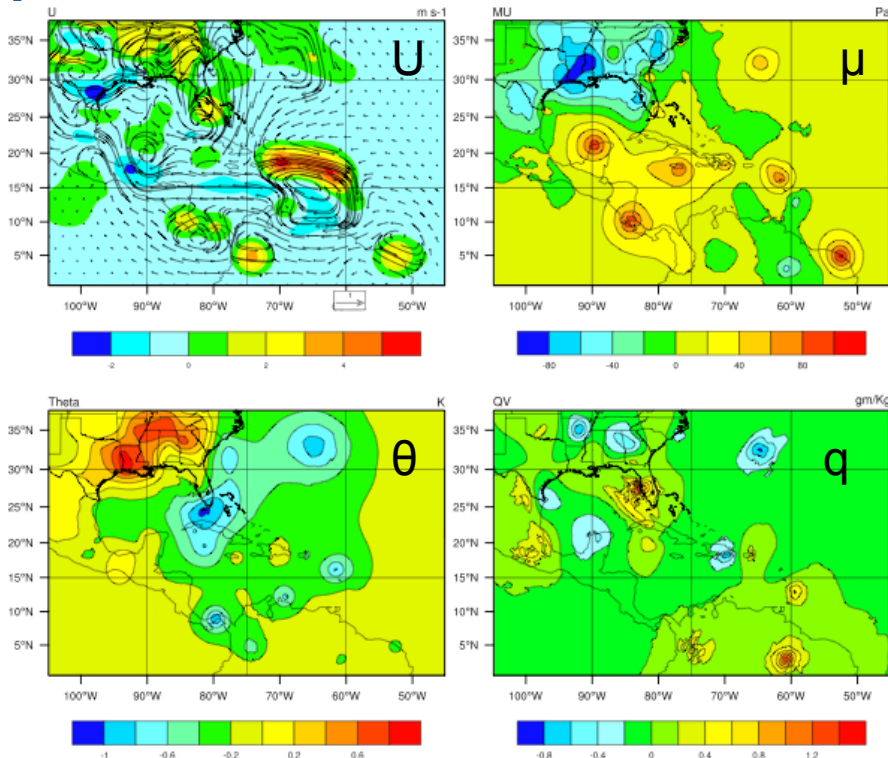 U m s-1 MU Pa
35°N 35°N
U µ
30°N 30°N
25°N 25°N
20°N 20°N
15°N 15°N
10°N 10°N
5°N 5°N
100°W 90°W 80°W 70°W 50°W 100°W 90°W 80°W 70°W 60°W 50°W
1
-2 0 2 4 -80 -40 0 40 80
Theta K QV gm/Kg
35°N 35°N
θ q
30°N 30°N
25°N 25°N
20°N 20°N
15°N 15°N
10°N 10°N
5°N 5°N
100°W 90°W 80°W 70°W 60°W 50°W 100°W 90°W 80°W 70°W 60°W 50°W
-1 -0.6 -0.2 0.2 0.6 -0.8 -0.4 0 0.4 0.8 1.2